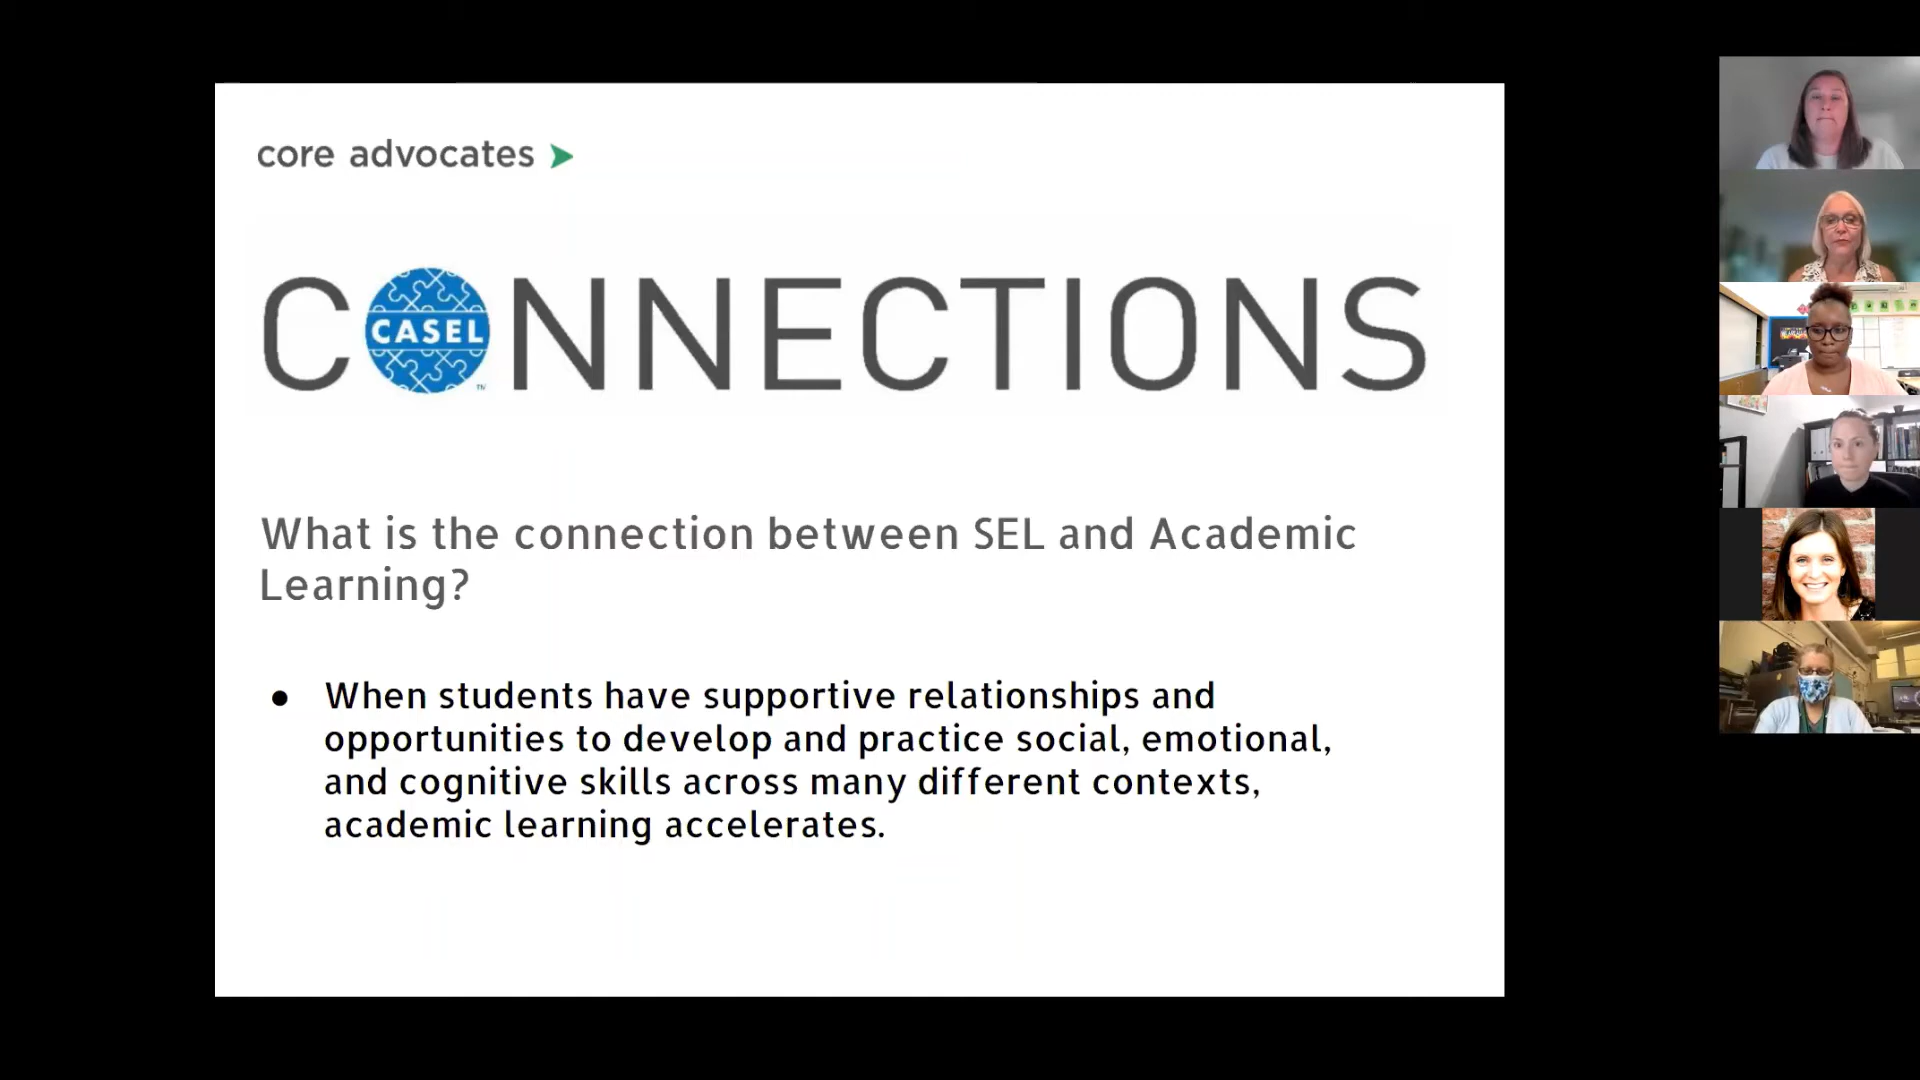 core advocates
CONNECTIONS
CASEL
TM
What is the connection between SEL and Academic
Learning?
● When students have supportive relationships and
opportunities to develop and practice social, emotional,
and cognitive skills across many different contexts,
academic learning accelerates.